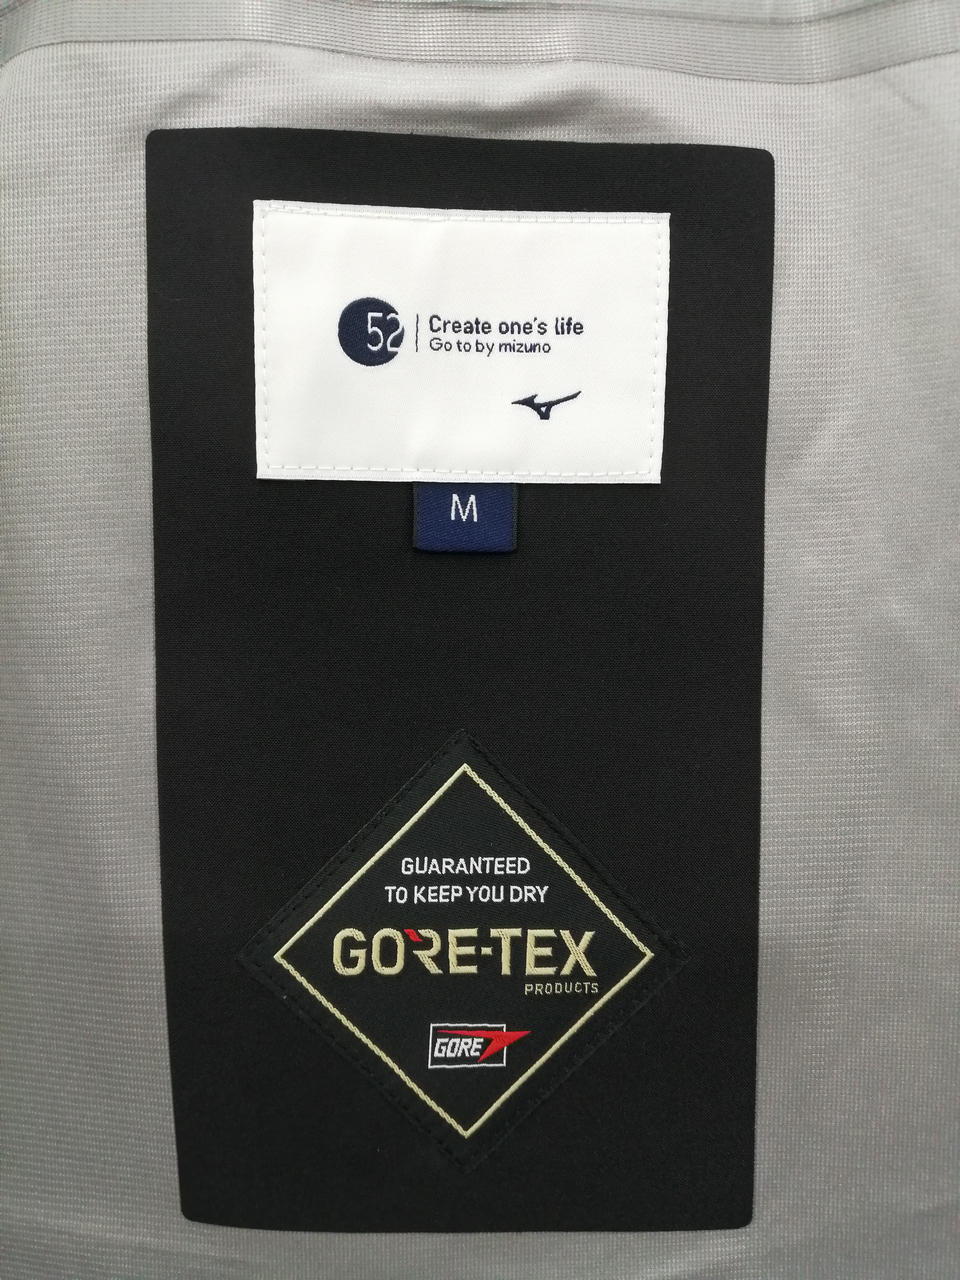 52
Create one's life
Go to by mizuno
M
GUARANTEED
TO KEEP YOU DRY
GORE-TEX
PRODUCTS
GORE